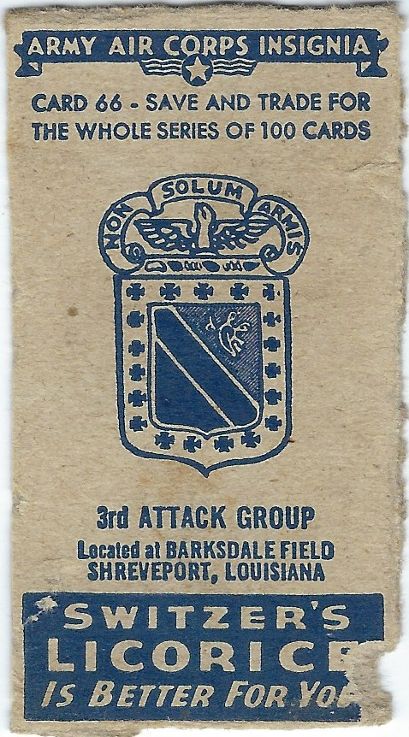 ARMY AIR CORPS INSIGNIA
CARD 66 - SAVE AND TRADE FOR
THE WHOLE SERIES OF 100 CARDS
NON SOLUM ARMIS
3rd ATTACK GROUP
Located at BARKSDALE FIELD
SHREVEPORT, LOUISIANA
SWITZER'S
LICORICE
IS BETTER FOR YOU